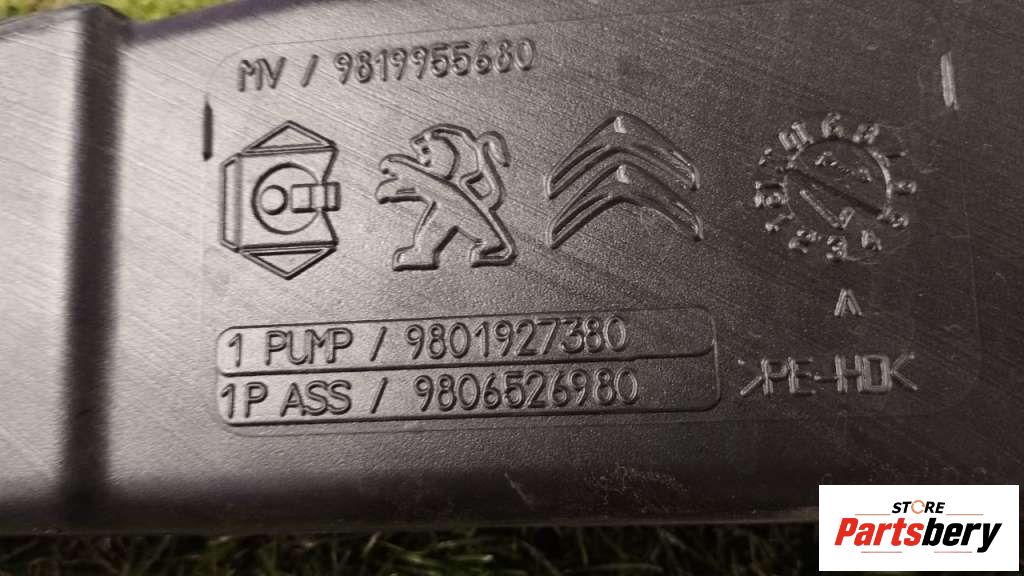 MV / 9819955680
1 PUMP / 9801927380
1P ASS / 9806526980
>PE-HD<
STORE
Partsbery